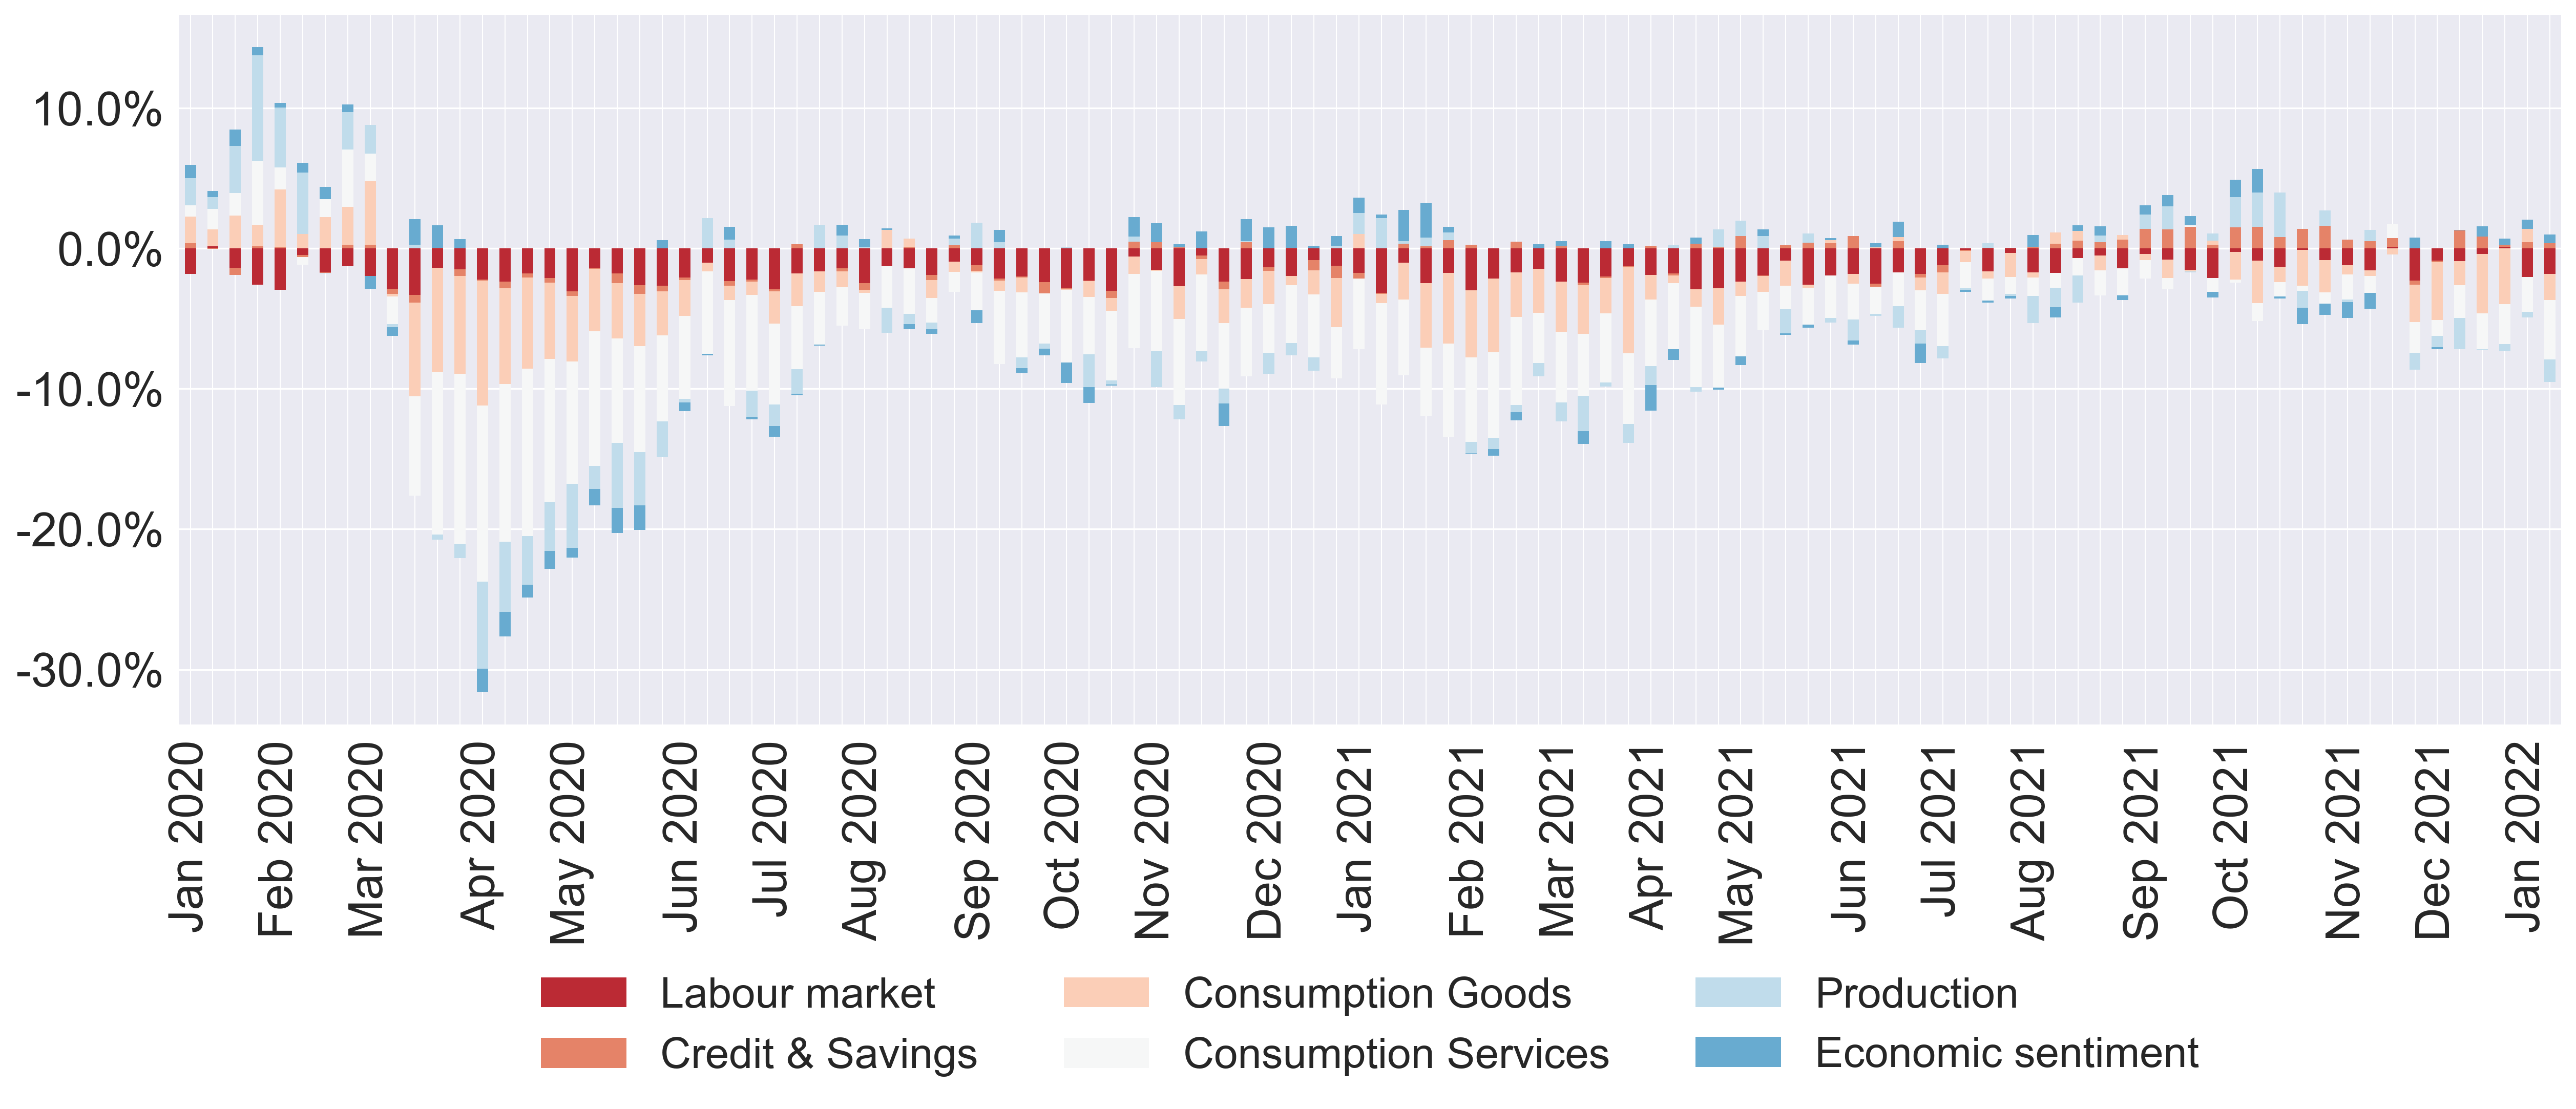 10.0%
0.0%
-10.0%
-20.0%
-30.0%
Jan 2020
Feb 2020
Mar 2020
Apr 2020
May 2020
Jun 2020
Jul 2020
Aug 2020
Sep 2020
Oct 2020
Nov 2020
Dec 2020
Jan 2021
Feb 2021
Mar 2021
Apr 2021
May 2021
Jun 2021
Jul 2021
Aug 2021
Sep 2021
Oct 2021
Nov 2021
Dec 2021
Jan 2022
Labour market
Consumption Goods
Production
Credit & Savings
Consumption Services
Economic sentiment